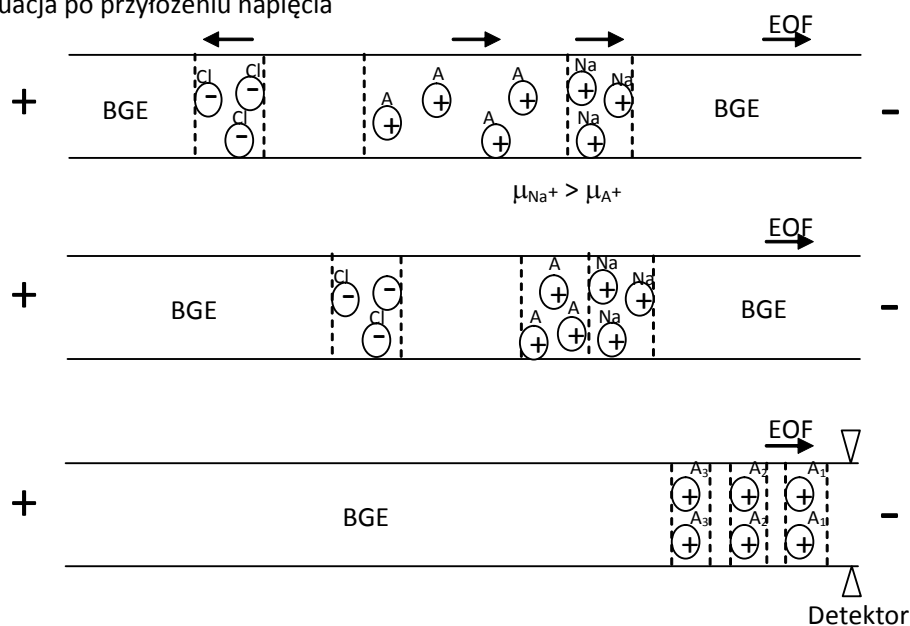 uacja po przyłożeniu napięcia
EOF
+ BGE Cl Cl Cl A A A A Na Na Na BGE -
μNa+ > μA+
EOF
+ BGE Cl Cl A A A Na Na Na BGE -
EOF
+ BGE A3 A2 A1 -
A3 A2 A1
Detektor